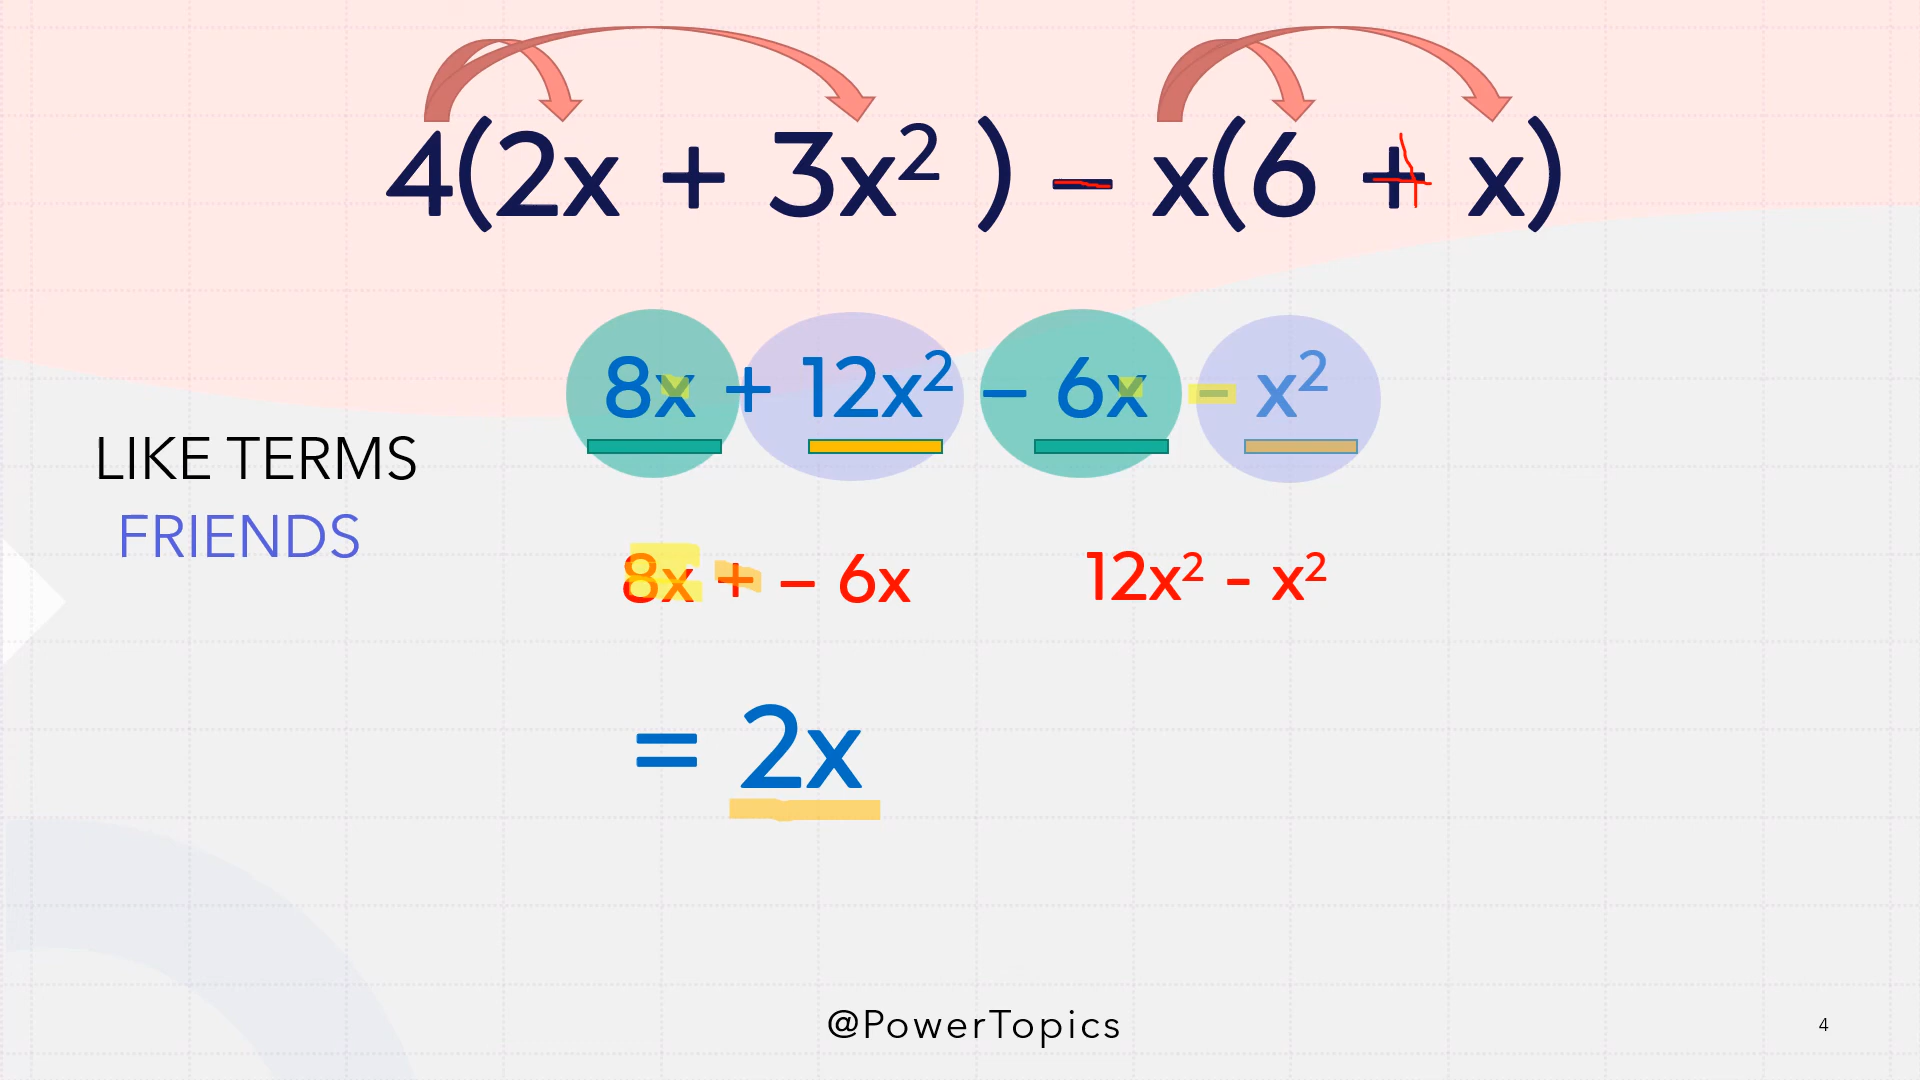 4(2x + 3x² ) – x(6 + x)
8x + 12x² – 6x – x²
LIKE TERMS
FRIENDS
8x + – 6x 12x² - x²
= 2x
@PowerTopics
4